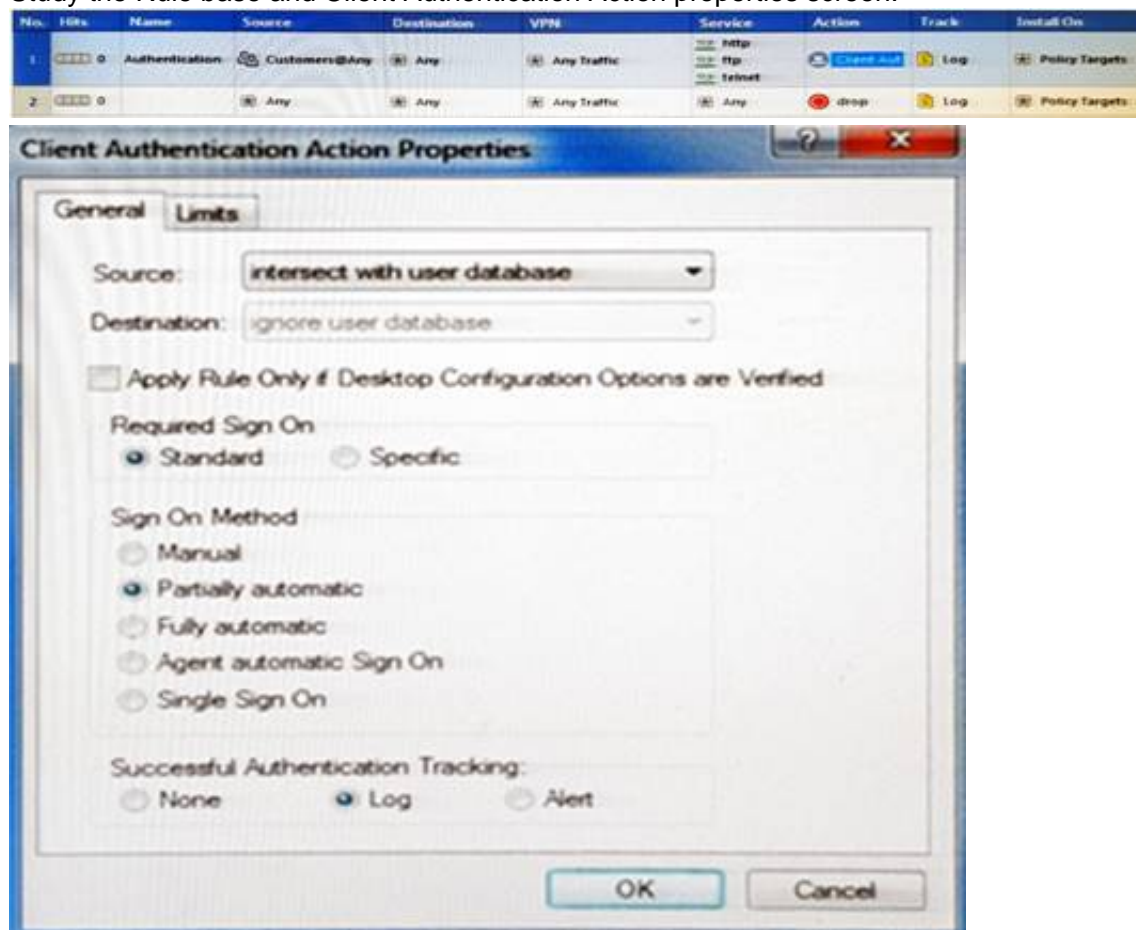 Study the Rule base and Client Authentication Action properties screen.
No. Hits Name Source Destination VPN Service Action Track Install On
1 0 Authentication Customers@Any Any Any Traffic http ftp telnet Client Aut Log Policy Targets
2 0 Any Any Any Traffic Any drop Log Policy Targets
Client Authentication Action Properties
General Limits
Source: intersect with user database
Destination: ignore user database
Apply Rule Only if Desktop Configuration Options are Verified
Required Sign On
Standard Specific
Sign On Method
Manual
Partially automatic
Fully automatic
Agent automatic Sign On
Single Sign On
Successful Authentication Tracking:
None Log Alert
OK Cancel